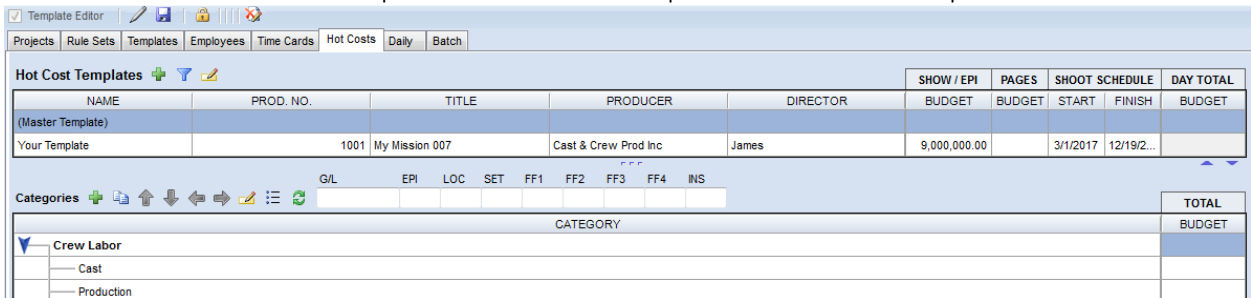 Template Editor
Projects Rule Sets Templates Employees Time Cards Hot Costs Daily Batch
Hot Cost Templates SHOW / EPI PAGES SHOOT SCHEDULE DAY TOTAL
NAME PROD. NO. TITLE PRODUCER DIRECTOR BUDGET BUDGET START FINISH BUDGET
(Master Template)
Your Template 1001 My Mission 007 Cast & Crew Prod Inc James 9,000,000.00 3/1/2017 12/19/2...
G/L EPI LOC SET FF1 FF2 FF3 FF4 INS
Categories TOTAL
CATEGORY BUDGET
Crew Labor
Cast
Production